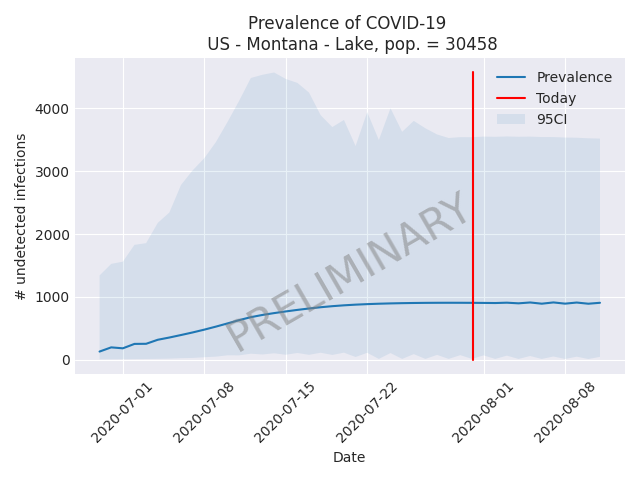 Prevalence of COVID-19
US - Montana - Lake, pop. = 30458
Prevalence
Today
95CI
# undetected infections
4000
3000
2000
1000
0
PRELIMINARY
2020-07-01
2020-07-08
2020-07-15
2020-07-22
2020-08-01
2020-08-08
Date